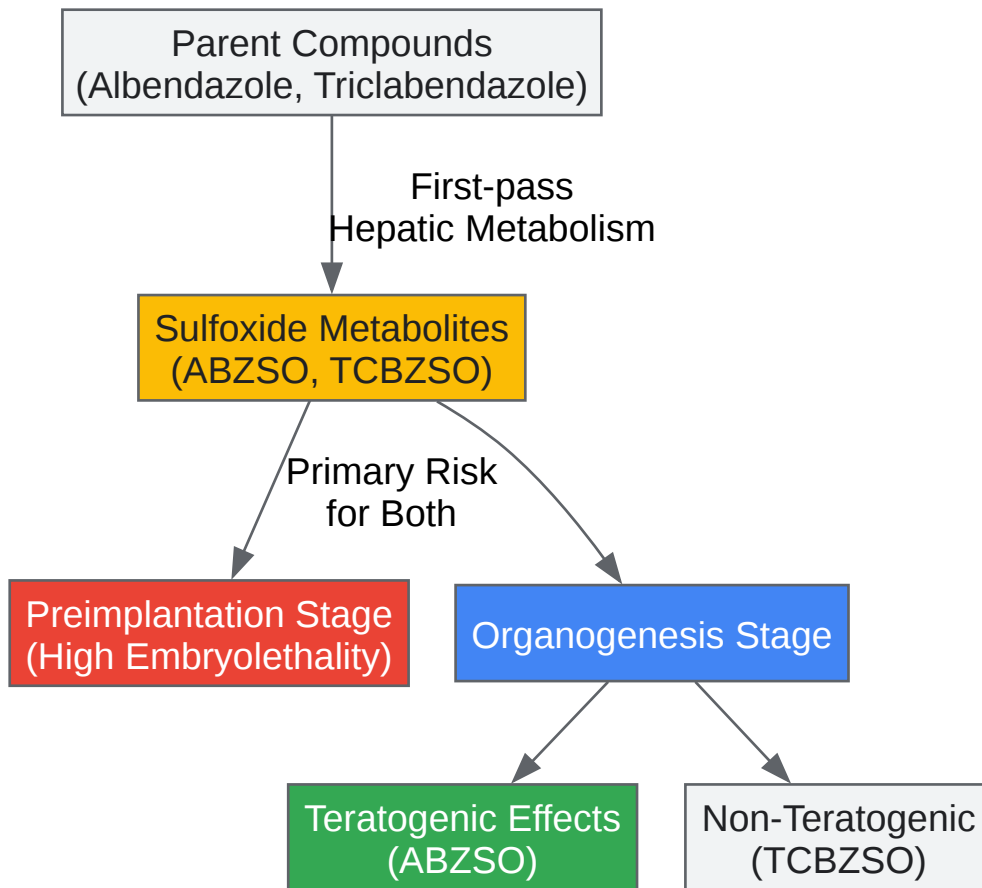 Parent Compounds
(Albendazole, Triclabendazole)
First-pass
Hepatic Metabolism
Sulfoxide Metabolites
(ABZSO, TCBZSO)
Primary Risk
for Both
Preimplantation Stage
(High Embryolethality)
Organogenesis Stage
Teratogenic Effects
(ABZSO)
Non-Teratogenic
(TCBZSO)